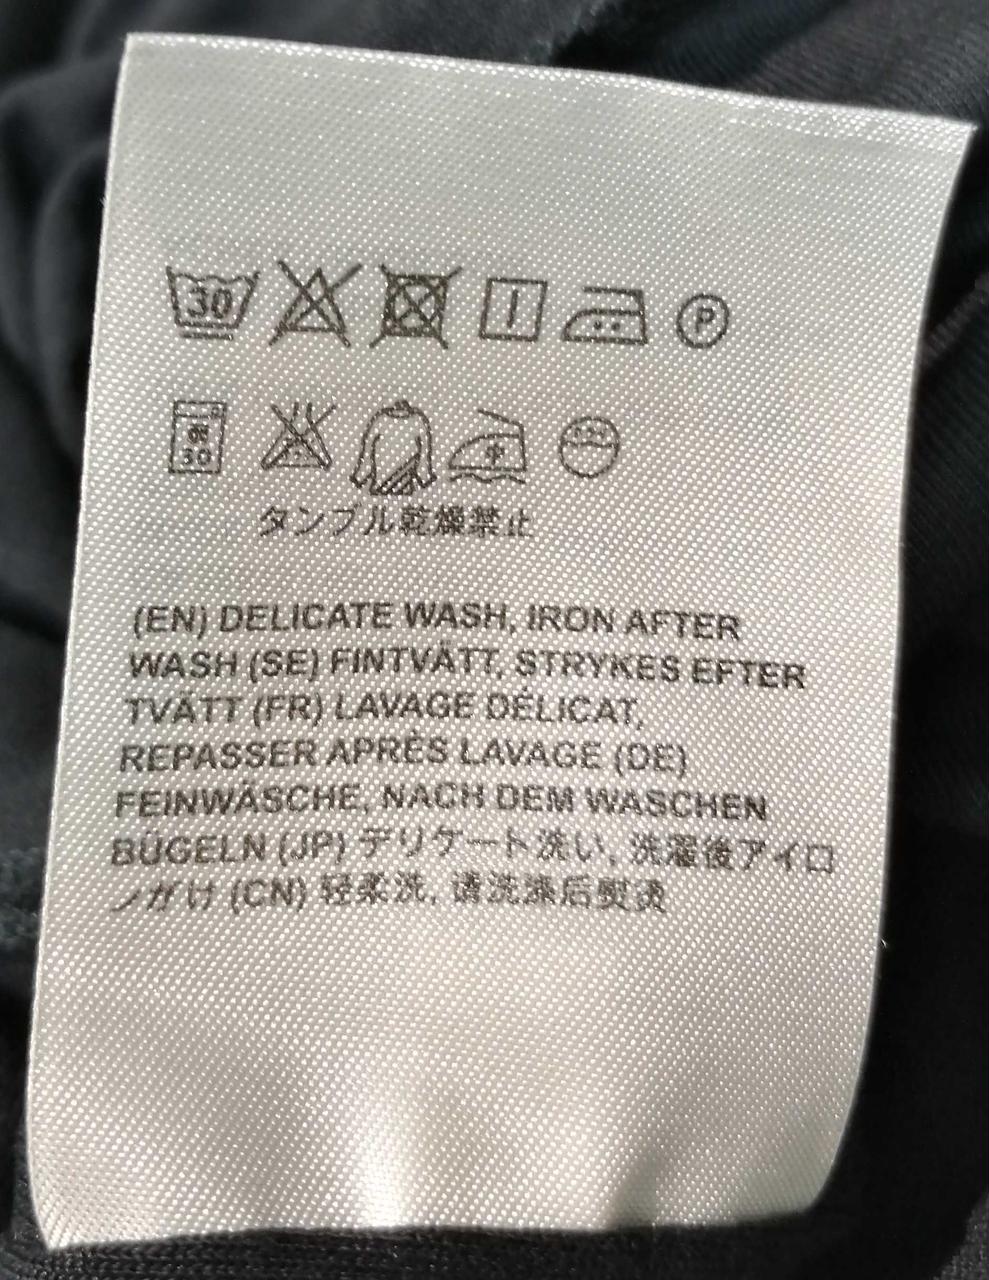 30
P
弱
30
中
タンブル乾燥禁止
(EN) DELICATE WASH, IRON AFTER
WASH (SE) FINTVÄTT, STRYKES EFTER
TVÄTT (FR) LAVAGE DÉLICAT,
REPASSER APRÈS LAVAGE (DE)
FEINWÄSCHE, NACH DEM WASCHEN
BÜGELN (JP) デリケート洗い, 洗濯後アイロ
ンがけ (CN) 轻柔洗, 请洗涤后熨烫